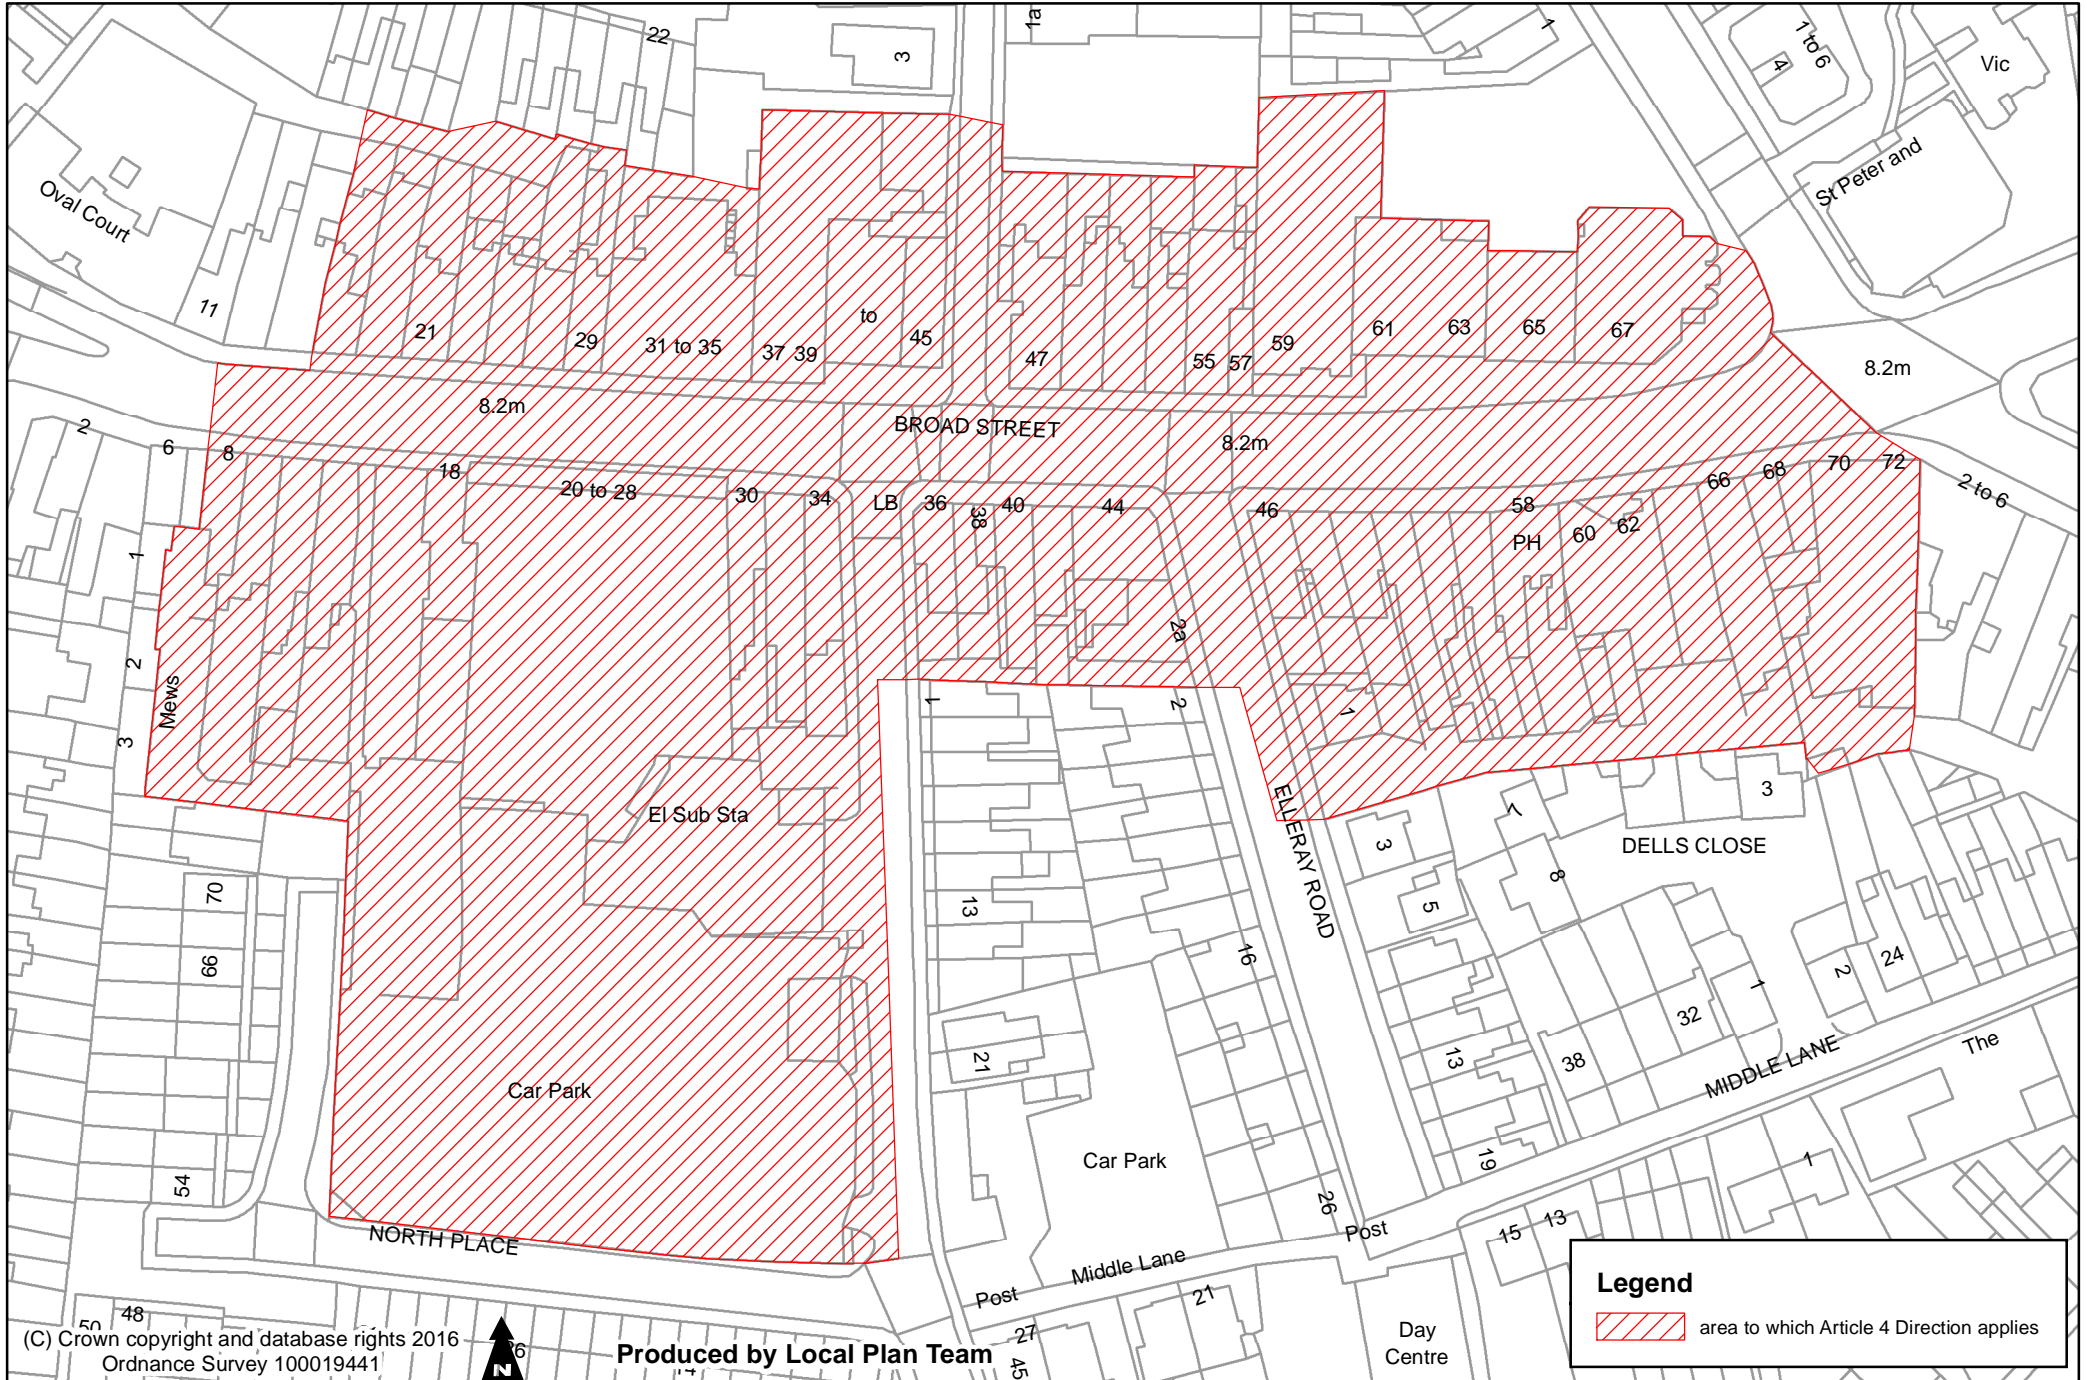 22
3
1a
1
1 to 6
4
Vic
St Peter and
Oval Court
11
21
29
31 to 35
37
39
to
45
47
55
57
59
61
63
65
67
8.2m
8.2m
BROAD STREET
8.2m
2
6
8
18
20 to 28
30
34
LB
36
38
40
44
46
58
PH
60
62
66
68
70
72
2 to 6
1
2
3
Mews
2a
1
2
1
El Sub Sta
ELLERAY ROAD
3
5
7
8
3
DELLS CLOSE
70
66
54
13
16
21
13
19
26
38
32
1
2
24
MIDDLE LANE
The
Car Park
Car Park
NORTH PLACE
Post
Middle Lane
Post
15
13
1
21
27
45
Day
Centre
50
48
(C) Crown copyright and database rights 2016
Ordnance Survey 100019441
N
Produced by Local Plan Team
Legend
area to which Article 4 Direction applies